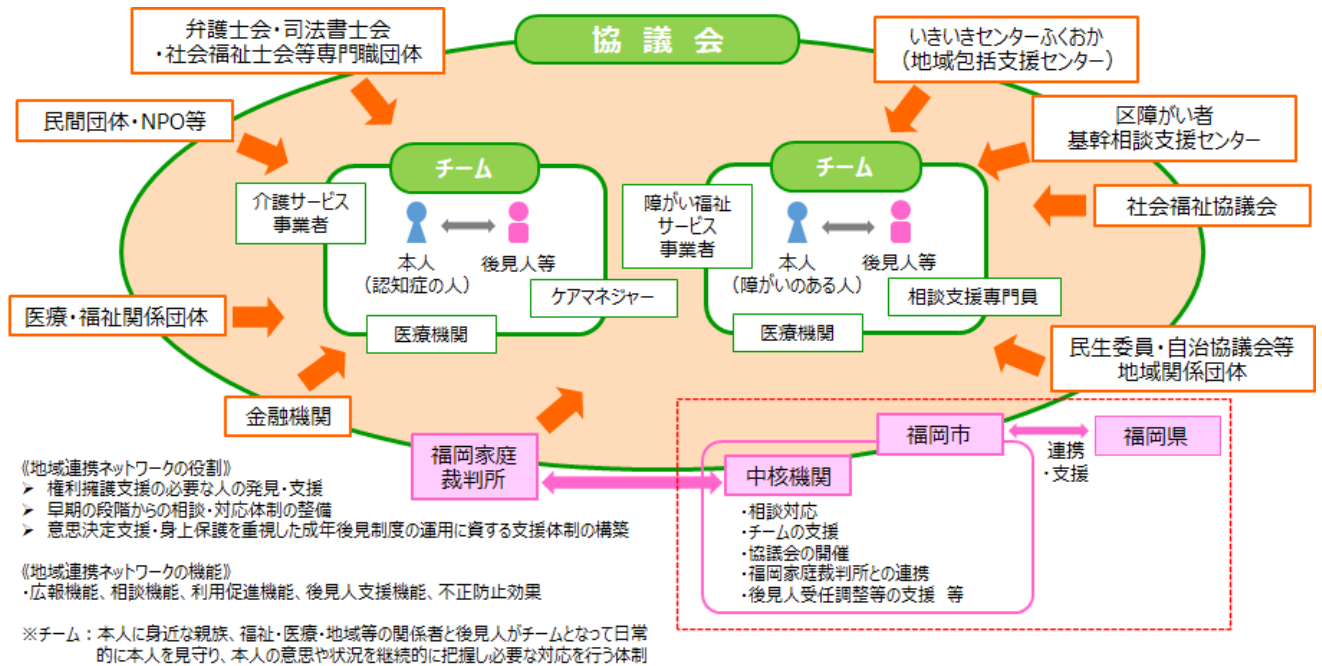 協 議 会
弁護士会・司法書士会
・社会福祉士会等専門職団体
いきいきセンターふくおか
（地域包括支援センター）
民間団体・NPO等
区障がい者
基幹相談支援センター
チーム
介護サービス
事業者
本人
（認知症の人）
後見人等
ケアマネジャー
医療機関
チーム
障がい福祉
サービス
事業者
本人
（障がいのある人）
後見人等
相談支援専門員
医療機関
社会福祉協議会
医療・福祉関係団体
民生委員・自治協議会等
地域関係団体
金融機関
福岡家庭
裁判所
福岡市
連携
・支援
福岡県
中核機関
・相談対応
・チームの支援
・協議会の開催
・福岡家庭裁判所との連携
・後見人受任調整等の支援 等
《地域連携ネットワークの役割》
➢ 権利擁護支援の必要な人の発見・支援
➢ 早期の段階からの相談・対応体制の整備
➢ 意思決定支援・身上保護を重視した成年後見制度の運用に資する支援体制の構築
《地域連携ネットワークの機能》
・広報機能、相談機能、利用促進機能、後見人支援機能、不正防止効果
※チーム：本人に身近な親族、福祉・医療・地域等の関係者と後見人がチームとなって日常
的に本人を見守り、本人の意思や状況を継続的に把握し必要な対応を行う体制